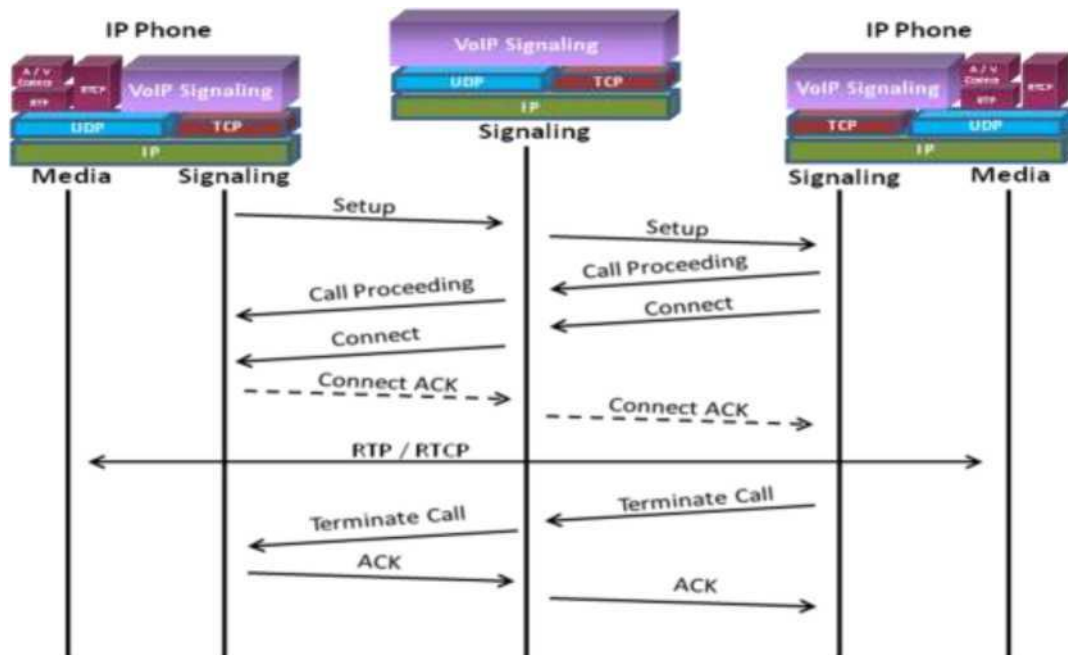 IP Phone
A / V
Codecs
RTP
RTCP
VoIP Signaling
UDP
TCP
IP
Media
Signaling
VoIP Signaling
UDP
TCP
IP
Signaling
IP Phone
VoIP Signaling
A / V
RTP
RTCP
TCP
UDP
IP
Signaling
Media
Setup
Setup
Call Proceeding
Call Proceeding
Connect
Connect
Connect ACK
Connect ACK
RTP / RTCP
Terminate Call
Terminate Call
ACK
ACK